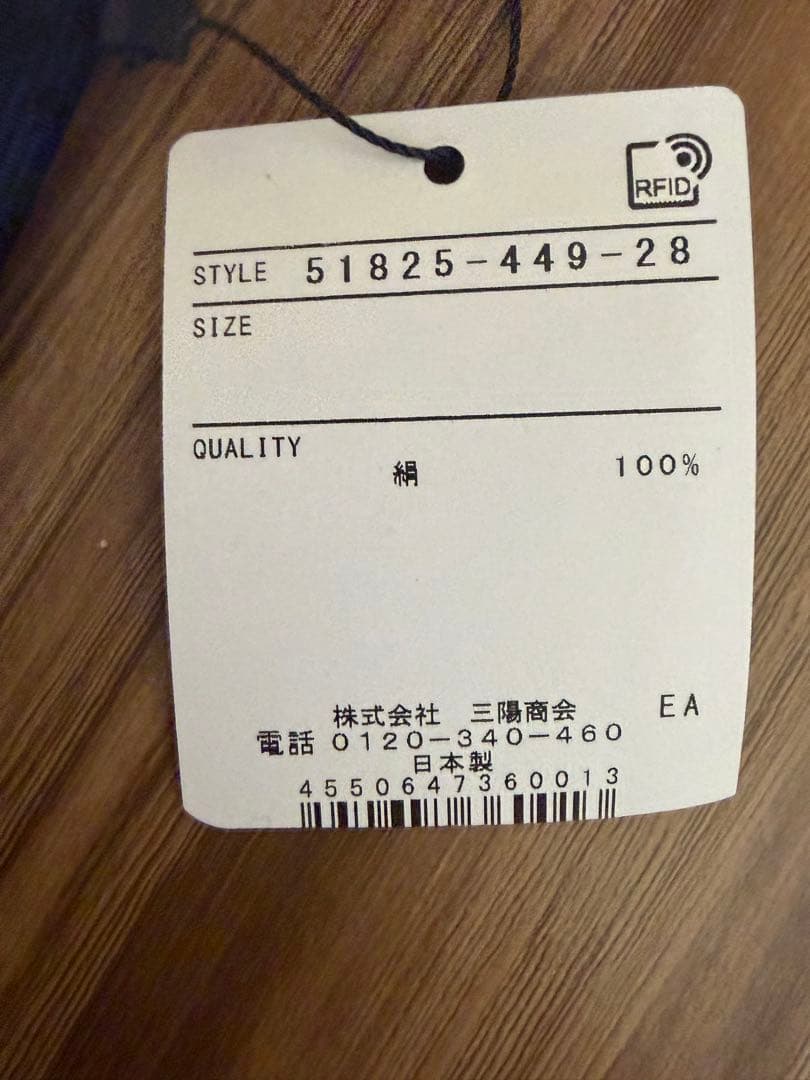 RFID
STYLE 51825-449-28
SIZE
QUALITY
絹 100%
株式会社 三陽商会 EA
電話 0120-340-460
日本製
4550647360013